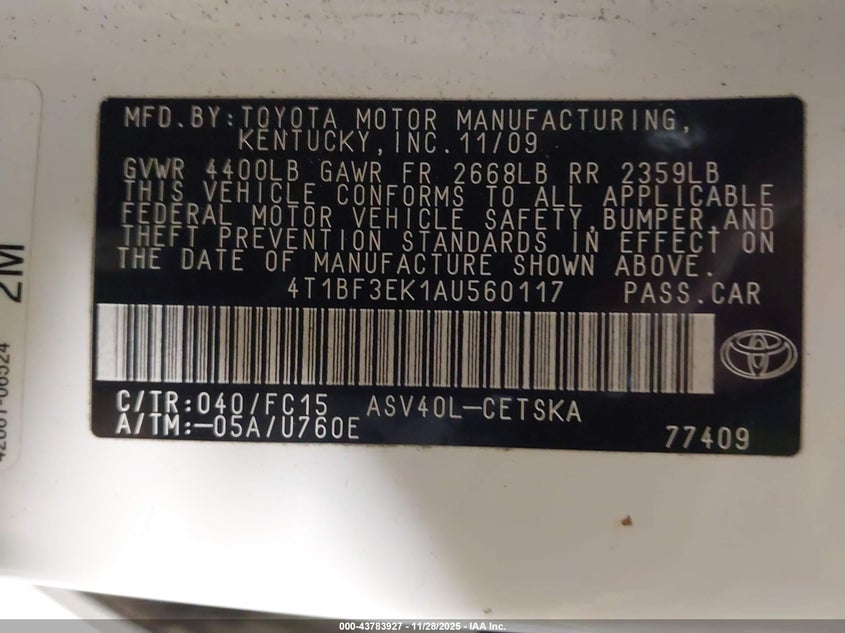 MFD.BY:TOYOTA MOTOR MANUFACTURING,
KENTUCKY,INC.11/09
GVWR 4400LB GAWR FR 2668LB RR 2359LB
THIS VEHICLE CONFORMS TO ALL APPLICABLE
FEDERAL MOTOR VEHICLE SAFETY,BUMPER,AND
THEFT PREVENTION STANDARDS IN EFFECT ON
THE DATE OF MANUFACTURE SHOWN ABOVE.
4T1BF3EK1AU560117 PASS.CAR
C/TR:040/FC15 ASV40L-CETSKA
A/TM:-05A/U760E 77409
2M
000-43783927 - 11/28/2025 - IAAI.COM